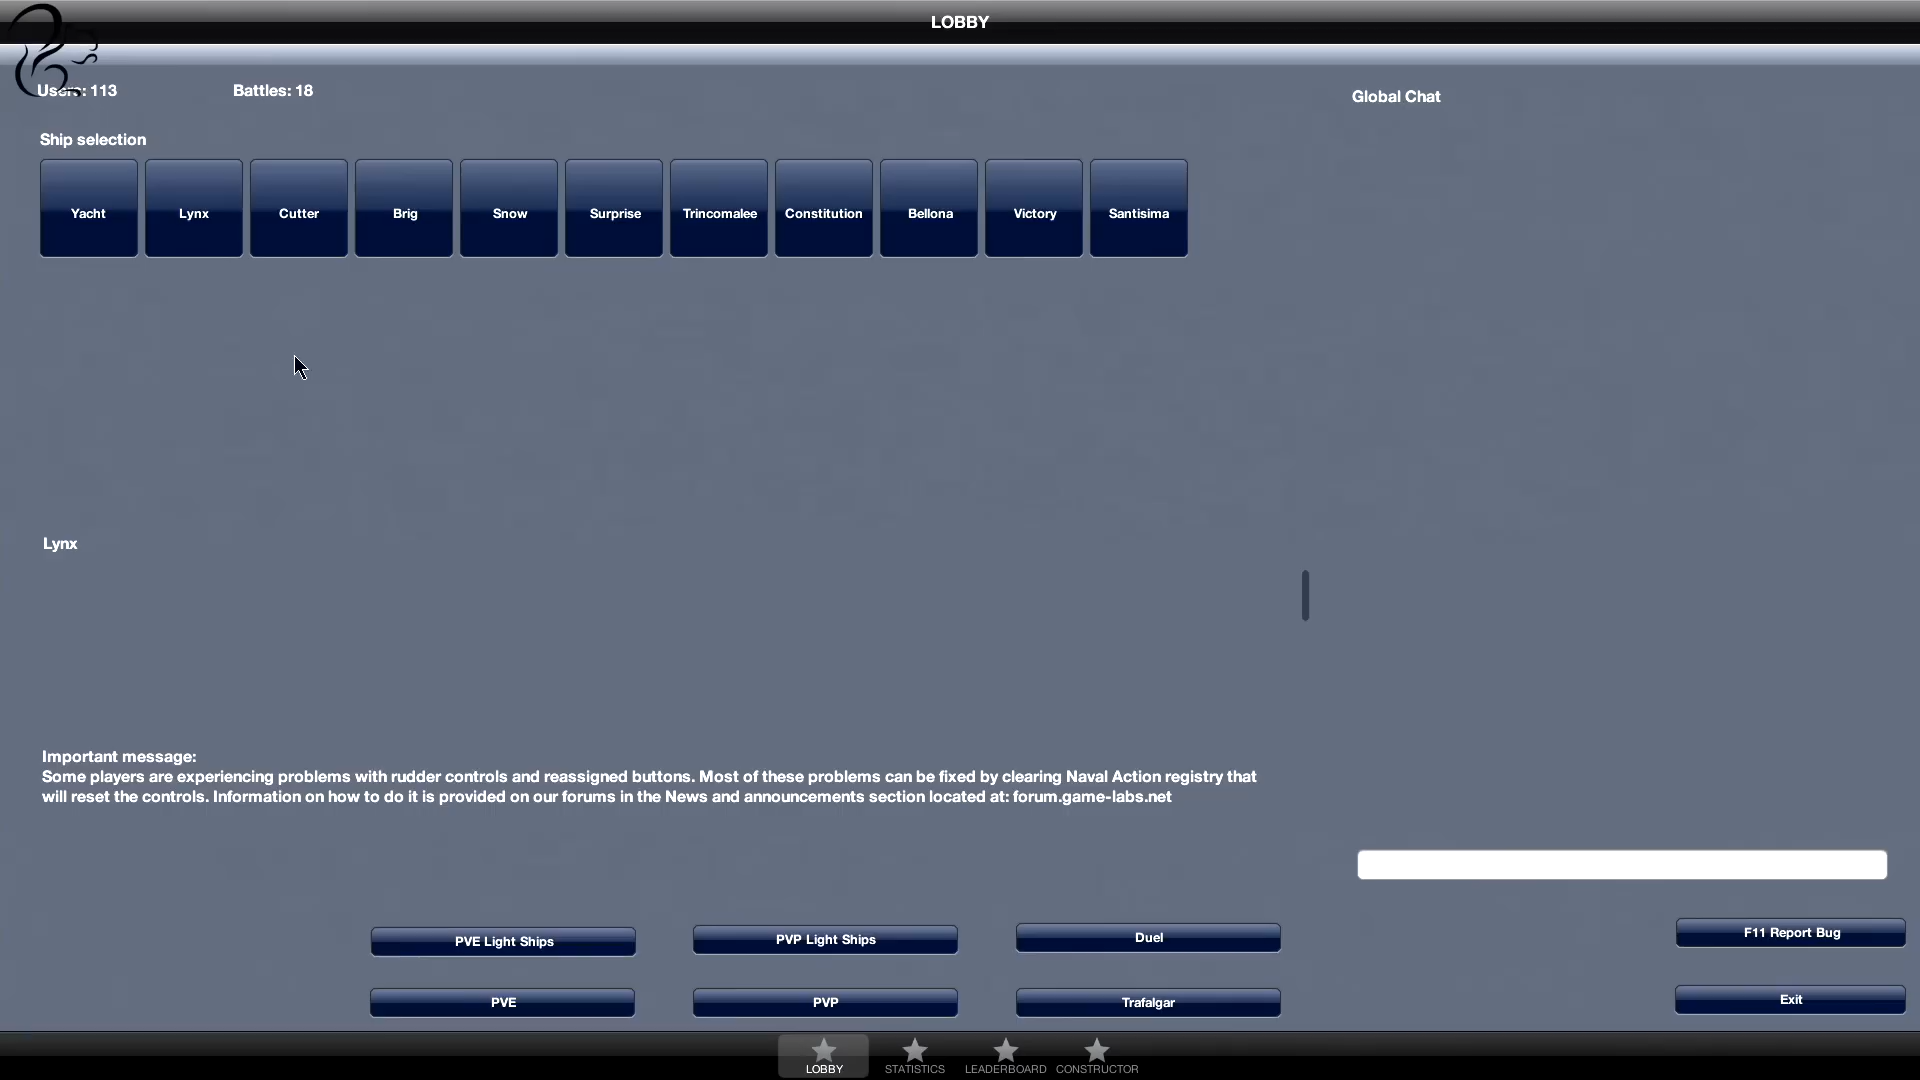 LOBBY
Users: 113
Battles: 18
Global Chat
Ship selection
Yacht
Lynx
Cutter
Brig
Snow
Surprise
Trincomalee
Constitution
Bellona
Victory
Santisima
Lynx
Important message:
Some players are experiencing problems with rudder controls and reassigned buttons. Most of these problems can be fixed by clearing Naval Action registry that
will reset the controls. Information on how to do it is provided on our forums in the News and announcements section located at: forum.game-labs.net
PVE Light Ships
PVP Light Ships
Duel
F11 Report Bug
PVE
PVP
Trafalgar
Exit
LOBBY
STATISTICS
LEADERBOARD
CONSTRUCTOR